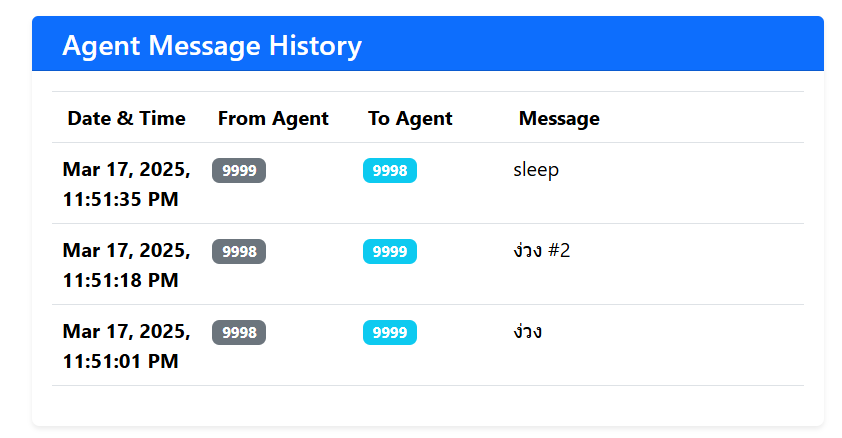 Agent Message History
Date & Time From Agent To Agent Message
Mar 17, 2025, 9999 9998 sleep
11:51:35 PM
Mar 17, 2025, 9998 9999 ง่วง #2
11:51:18 PM
Mar 17, 2025, 9998 9999 ง่วง
11:51:01 PM